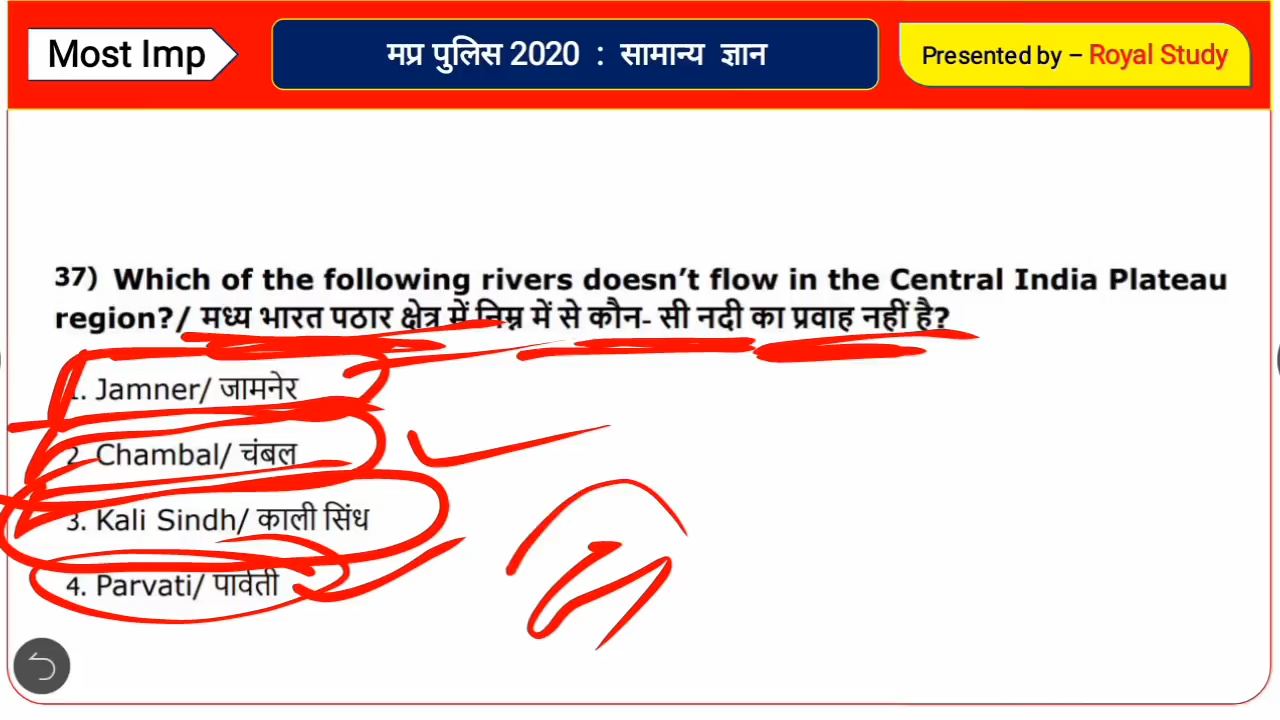 Most Imp
मप्र पुलिस 2020 : सामान्य ज्ञान
Presented by – Royal Study
37) Which of the following rivers doesn't flow in the Central India Plateau
region?/ मध्य भारत पठार क्षेत्र में निम्न में से कौन- सी नदी का प्रवाह नहीं है?
1. Jamner/ जामनेर
2. Chambal/ चंबल
3. Kali Sindh/ काली सिंध
4. Parvati/ पार्वती